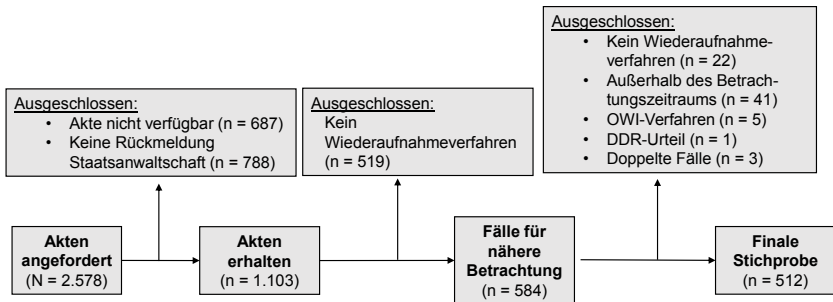 Ausgeschlossen:
• Akte nicht verfügbar (n = 687)
• Keine Rückmeldung
Staatsanwaltschaft (n = 788)
Ausgeschlossen:
Kein
Wiederaufnahmeverfahren
(n = 519)
Ausgeschlossen:
• Kein Wiederaufnahme-
verfahren (n = 22)
• Außerhalb des Betrach-
tungszeitraums (n = 41)
• OWI-Verfahren (n = 5)
• DDR-Urteil (n = 1)
• Doppelte Fälle (n = 3)
Akten
angefordert
(N = 2.578)
Akten
erhalten
(n = 1.103)
Fälle für
nähere
Betrachtung
(n = 584)
Finale
Stichprobe
(n = 512)